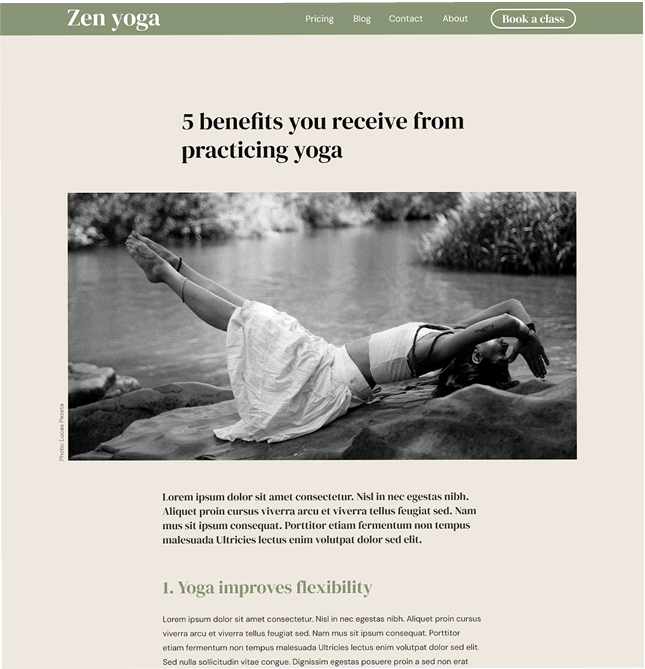 Zen yoga
Pricing
Blog
Contact
About
Book a class
5 benefits you receive from
practicing yoga
Photo: Lucas Pezeta
Lorem ipsum dolor sit amet consectetur. Nisl in nec egestas nibh.
Aliquet proin cursus viverra arcu et viverra tellus feugiat sed. Nam
mus sit ipsum consequat. Porttitor etiam fermentum non tempus
malesuada Ultricies lectus enim volutpat dolor sed elit.
1. Yoga improves flexibility
Lorem ipsum dolor sit amet consectetur. Nisl in nec egestas nibh. Aliquet proin cursus
viverra arcu et viverra tellus feugiat sed. Nam mus sit ipsum consequat. Porttitor
etiam fermentum non tempus malesuada Ultricies lectus enim volutpat dolor sed elit.
Sed nulla sollicitudin vitae congue. Dignissim egestas posuere proin a sed non erat